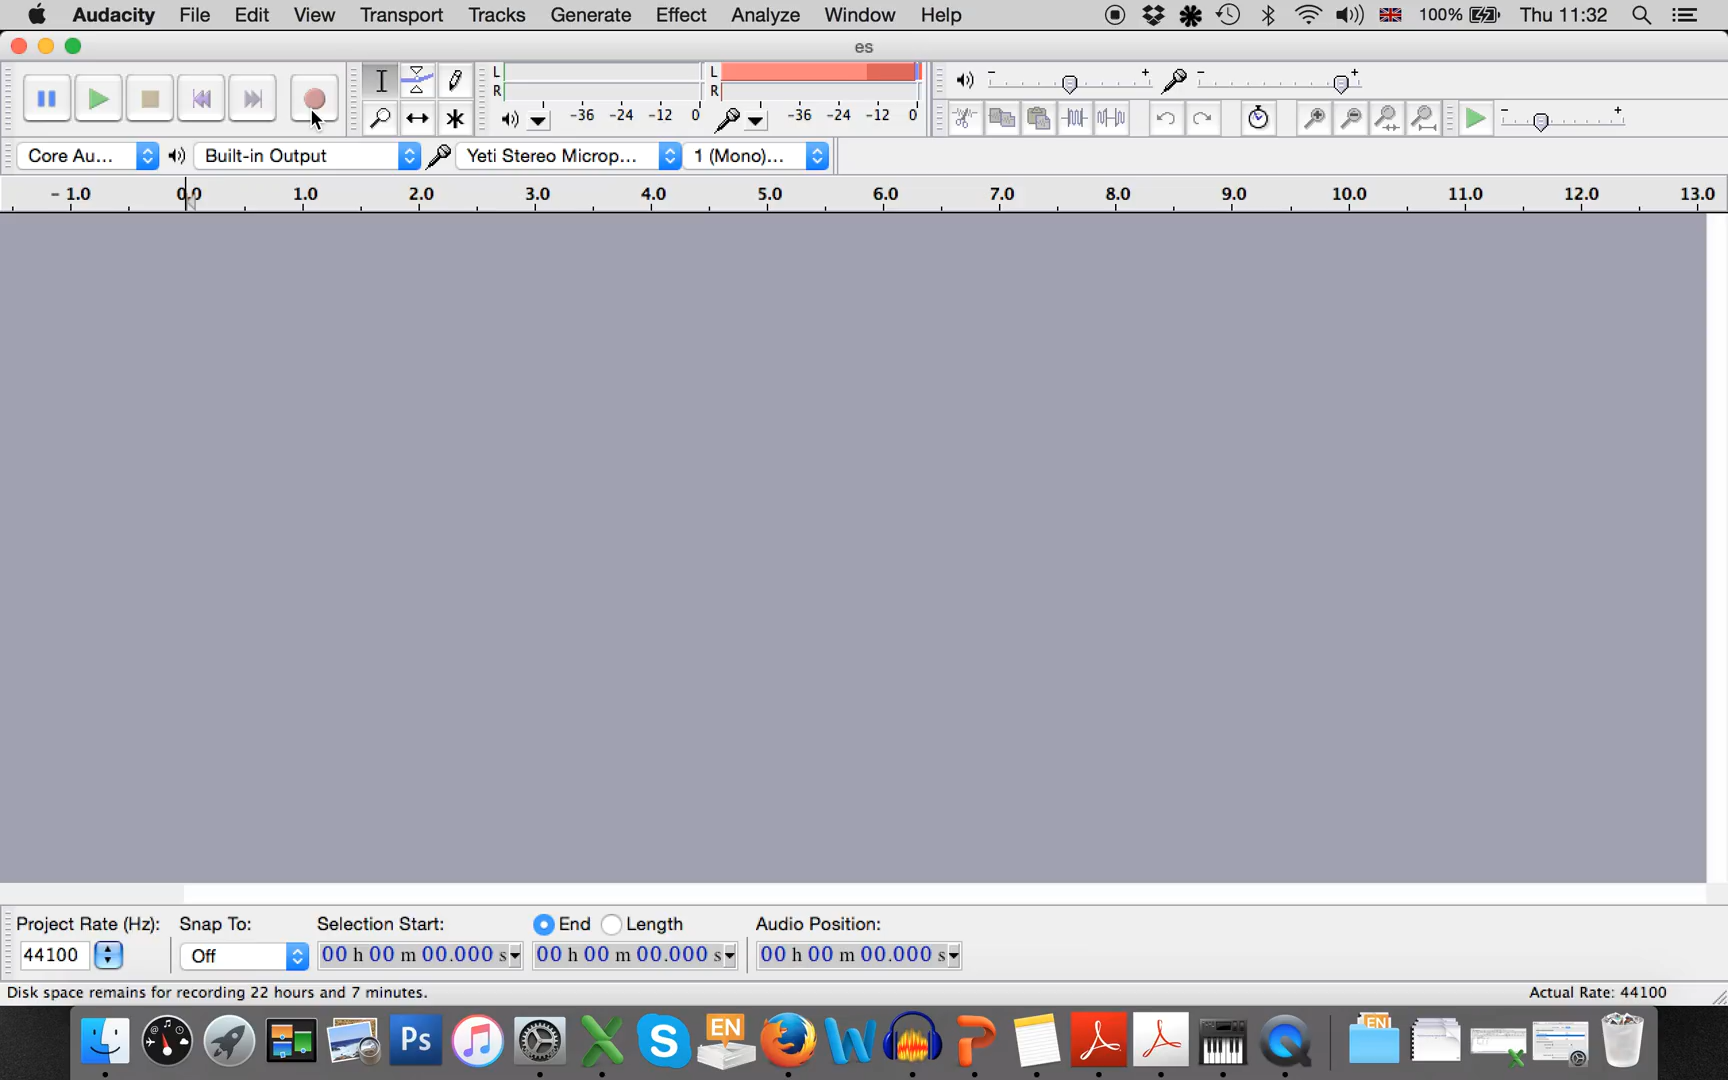 Audacity File Edit View Transport Tracks Generate Effect Analyze Window Help 100% Thu 11:32
es
L
R
-36 -24 -12 0
L
R
-36 -24 -12 0
- + - +
- +
Core Au... Built-in Output Yeti Stereo Microp... 1 (Mono)...
- 1.0 0.0 1.0 2.0 3.0 4.0 5.0 6.0 7.0 8.0 9.0 10.0 11.0 12.0 13.0
Project Rate (Hz): Snap To: Selection Start: End Length Audio Position:
44100 Off 00 h 00 m 00.000 s 00 h 00 m 00.000 s 00 h 00 m 00.000 s
Disk space remains for recording 22 hours and 7 minutes. Actual Rate: 44100
Ps EN EN